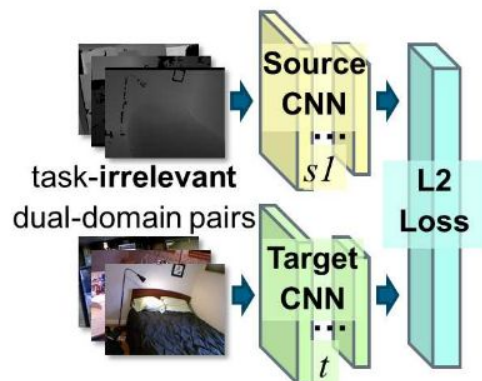 Source
CNN
...
s1
task-irrelevant
dual-domain pairs
L2
Loss
Target
CNN
...
t